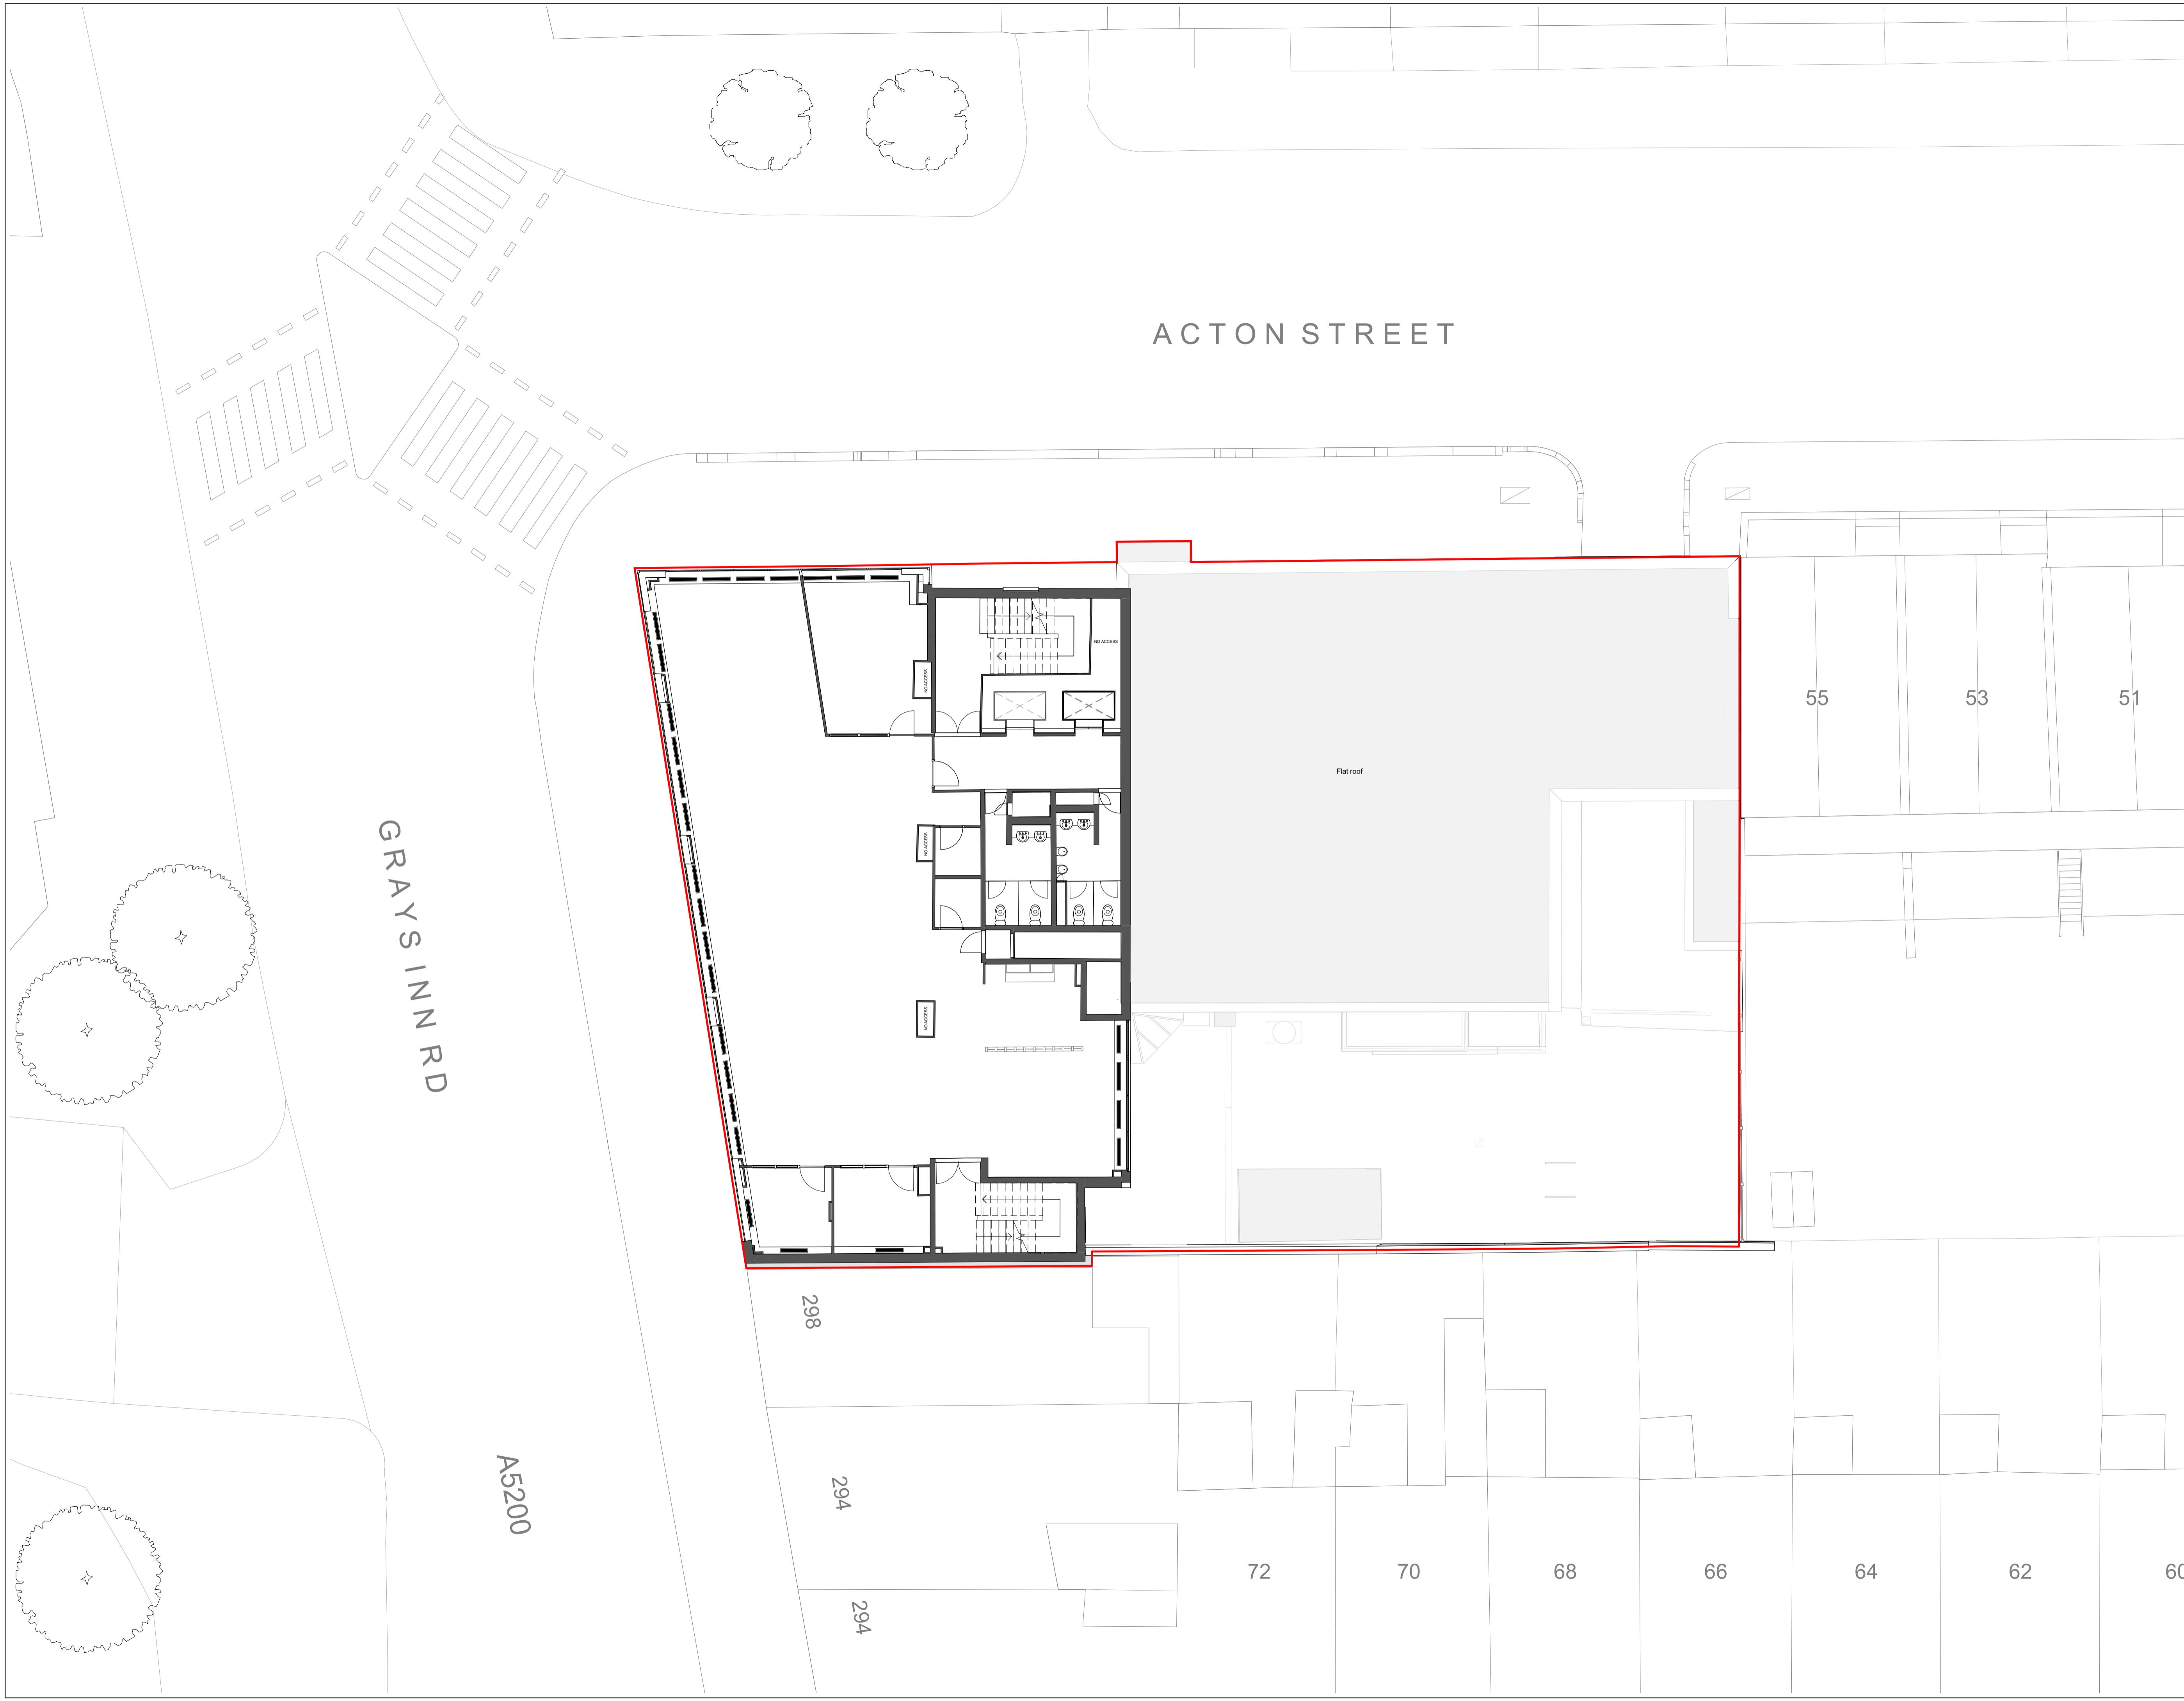 ACTON STREET
NO ACCESS
NO ACCESS
55
53
51
Flat roof
GRAYS INN RD
NO ACCESS
NO ACCESS
298
A5200
294
72
70
68
66
64
62
60
294